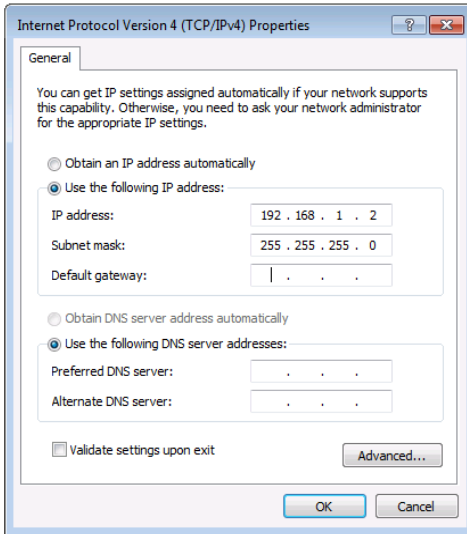 Internet Protocol Version 4 (TCP/IPv4) Properties
General
You can get IP settings assigned automatically if your network supports
this capability. Otherwise, you need to ask your network administrator
for the appropriate IP settings.
Obtain an IP address automatically
Use the following IP address:
IP address: 192 . 168 . 1 . 2
Subnet mask: 255 . 255 . 255 . 0
Default gateway: . . .
Obtain DNS server address automatically
Use the following DNS server addresses:
Preferred DNS server: . . .
Alternate DNS server: . . .
Validate settings upon exit
Advanced...
OK Cancel